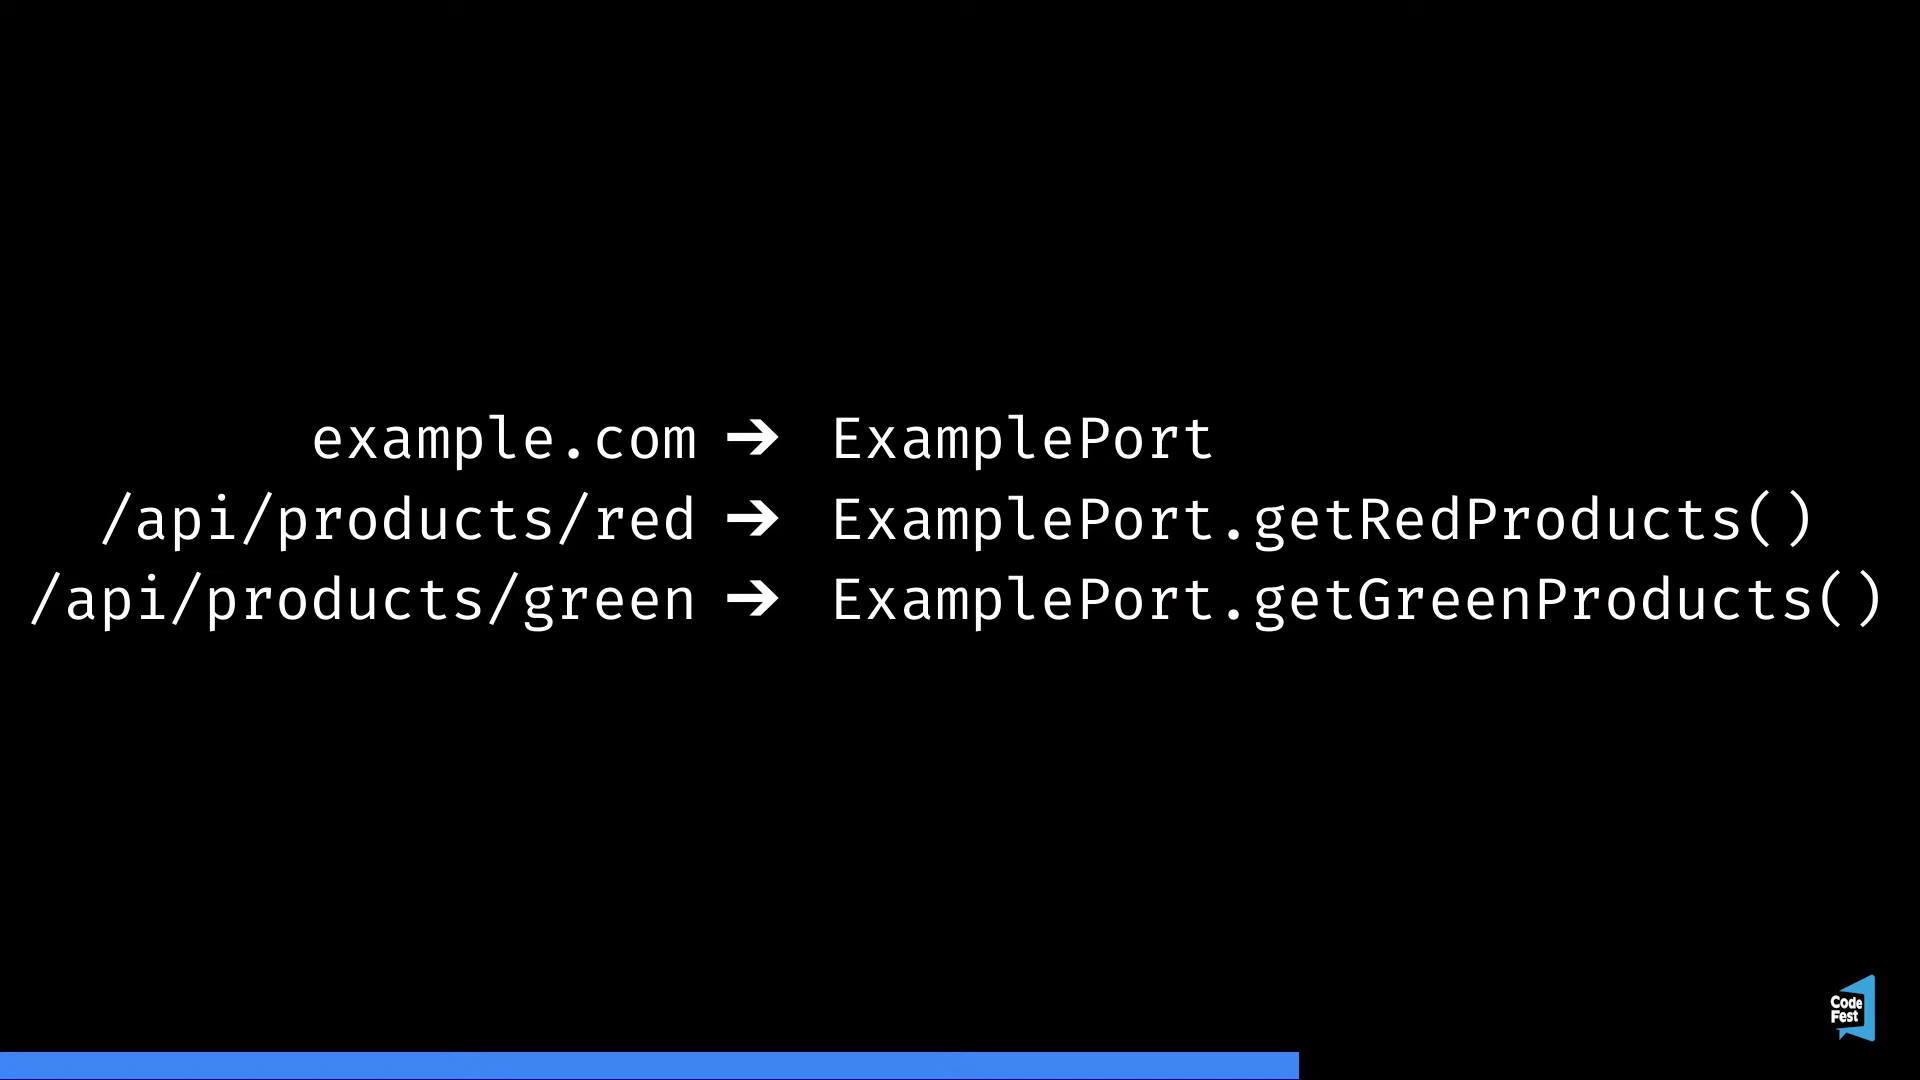 example.com ➔ ExamplePort
/api/products/red ➔ ExamplePort.getRedProducts()
/api/products/green ➔ ExamplePort.getGreenProducts()
Code
Fest